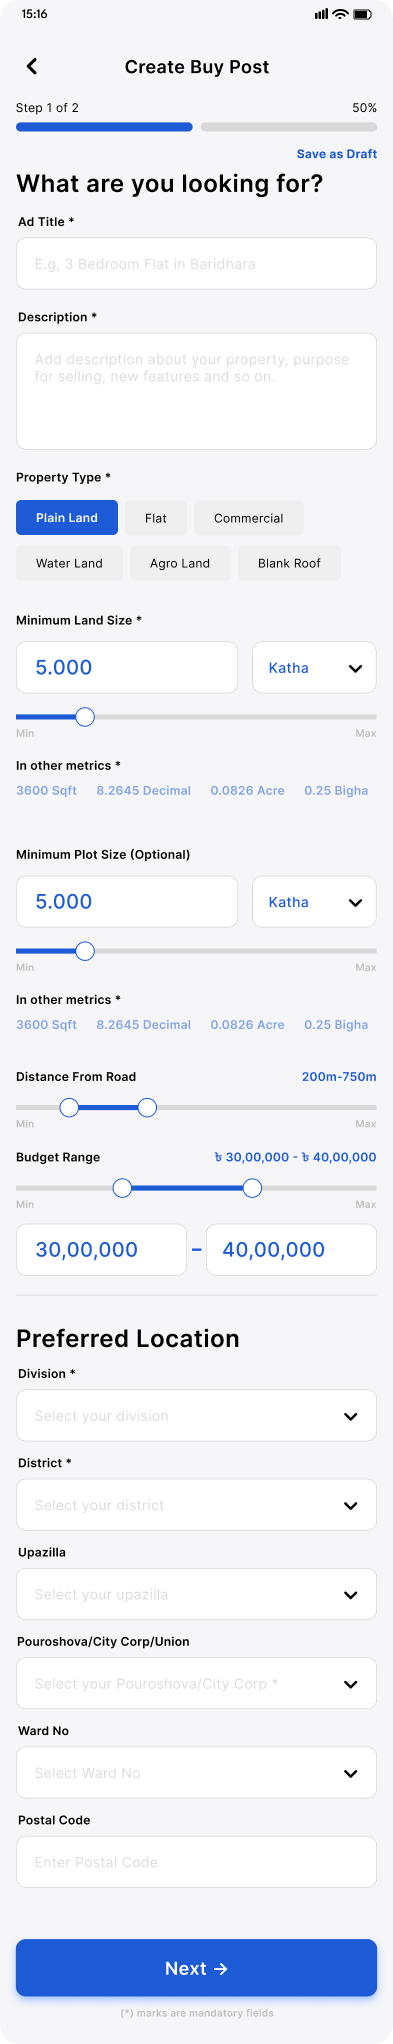 15:16
Create Buy Post
Step 1 of 2 50%
Save as Draft
What are you looking for?
Ad Title *
E.g, 3 Bedroom Flat in Baridhara
Description *
Add description about your property, purpose
for selling, new features and so on.
Property Type *
Plain Land Flat Commercial
Water Land Agro Land Blank Roof
Minimum Land Size *
5.000 Katha
Min Max
In other metrics *
3600 Sqft 8.2645 Decimal 0.0826 Acre 0.25 Bigha
Minimum Plot Size (Optional)
5.000 Katha
Min Max
In other metrics *
3600 Sqft 8.2645 Decimal 0.0826 Acre 0.25 Bigha
Distance From Road 200m-750m
Min Max
Budget Range ৳ 30,00,000 - ৳ 40,00,000
Min Max
30,00,000 - 40,00,000
Preferred Location
Division *
Select your division
District *
Select your district
Upazilla
Select your upazilla
Pouroshova/City Corp/Union
Select your Pouroshova/City Corp *
Ward No
Select Ward No
Postal Code
Enter Postal Code
Next →
(*) marks are mandatory fields